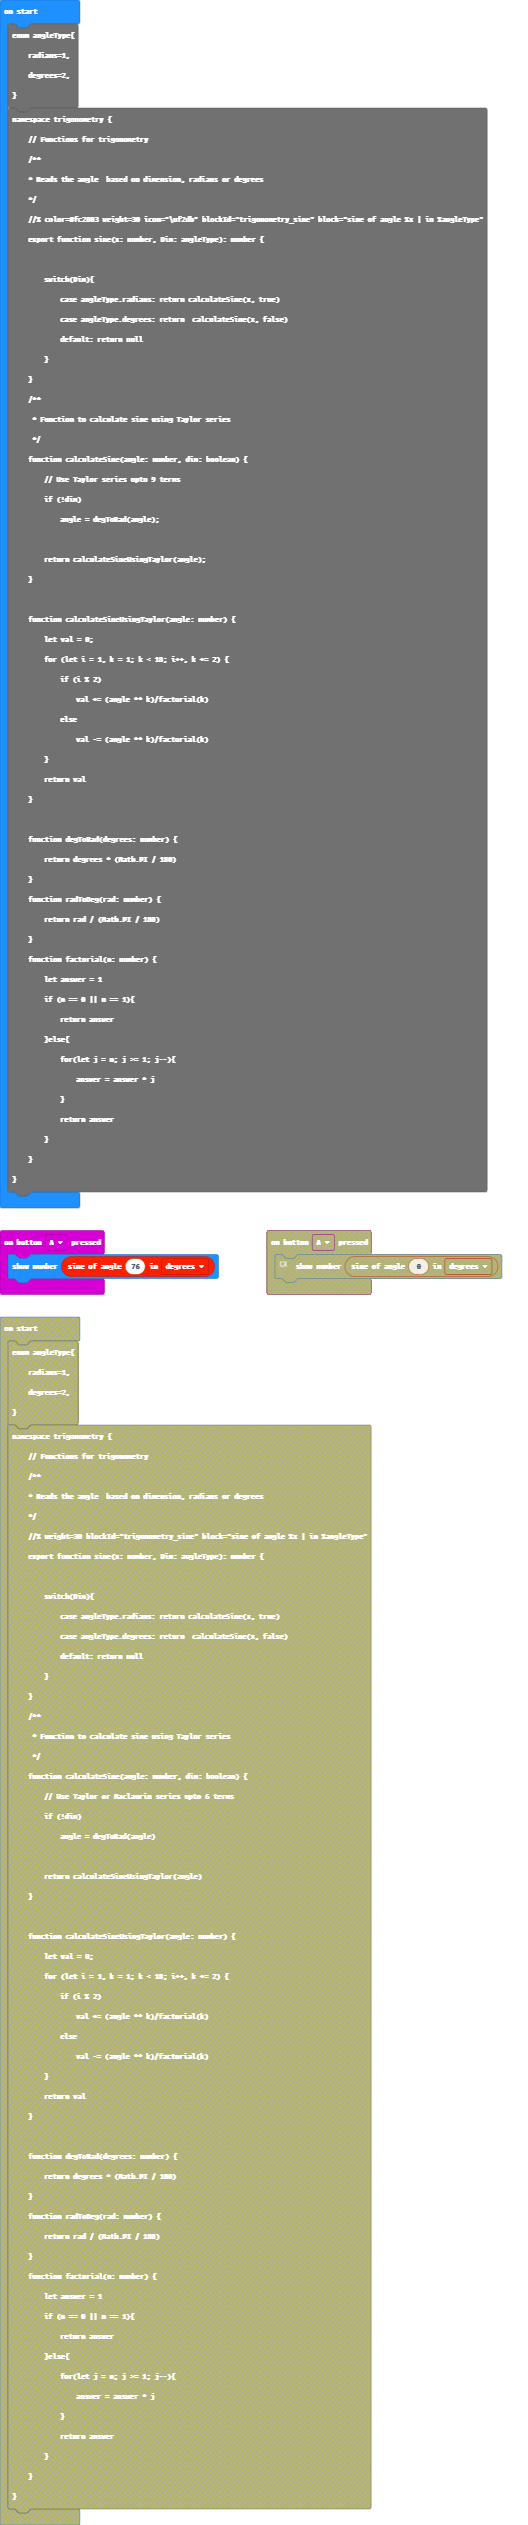 on start
enum angleType{
radians=1,
degrees=2,
}
namespace trigonometry {
// Functions for trigonometry
/**
* Reads the angle  based on dimension, radians or degrees
*/
//% color=#fc2003 weight=30 icon="\uf2db" blockId="trigonometry_sine" block="sine of angle %x | in %angleType"
export function sine(x: number, Dim: angleType): number {
switch(Dim){
case angleType.radians: return calculateSine(x, true)
case angleType.degrees: return  calculateSine(x, false)
default: return null
}
}
/**
* Function to calculate sine using Taylor series
*/
function calculateSine(angle: number, dim: boolean) {
// Use Taylor series upto 9 terms
if (!dim)
angle = degToRad(angle);
return calculateSineUsingTaylor(angle);
}
function calculateSineUsingTaylor(angle: number) {
let val = 0;
for (let i = 1, k = 1; k < 18; i++, k += 2) {
if (i % 2)
val += (angle ** k)/factorial(k)
else
val -= (angle ** k)/factorial(k)
}
return val
}
function degToRad(degrees: number) {
return degrees * (Math.PI / 180)
}
function radToDeg(rad: number) {
return rad / (Math.PI / 180)
}
function factorial(n: number) {
let answer = 1
if (n == 0 || n == 1){
return answer
}else{
for(let j = n; j >= 1; j--){
answer = answer * j
}
return answer
}
}
}
on button A pressed
show number sine of angle 76 in degrees
on button A pressed
show number sine of angle 0 in degrees
on start
enum angleType{
radians=1,
degrees=2,
}
namespace trigonometry {
// Functions for trigonometry
/**
* Reads the angle  based on dimension, radians or degrees
*/
//% weight=30 blockId="trigonometry_sine" block="sine of angle %x | in %angleType"
export function sine(x: number, Dim: angleType): number {
switch(Dim){
case angleType.radians: return calculateSine(x, true)
case angleType.degrees: return  calculateSine(x, false)
default: return null
}
}
/**
* Function to calculate sine using Taylor series
*/
function calculateSine(angle: number, dim: boolean) {
// Use Taylor or Maclaurin series upto 6 terms
if (!dim)
angle = degToRad(angle)
return calculateSineUsingTaylor(angle)
}
function calculateSineUsingTaylor(angle: number) {
let val = 0;
for (let i = 1, k = 1; k < 18; i++, k += 2) {
if (i % 2)
val += (angle ** k)/factorial(k)
else
val -= (angle ** k)/factorial(k)
}
return val
}
function degToRad(degrees: number) {
return degrees * (Math.PI / 180)
}
function radToDeg(rad: number) {
return rad / (Math.PI / 180)
}
function factorial(n: number) {
let answer = 1
if (n == 0 || n == 1){
return answer
}else{
for(let j = n; j >= 1; j--){
answer = answer * j
}
return answer
}
}
}